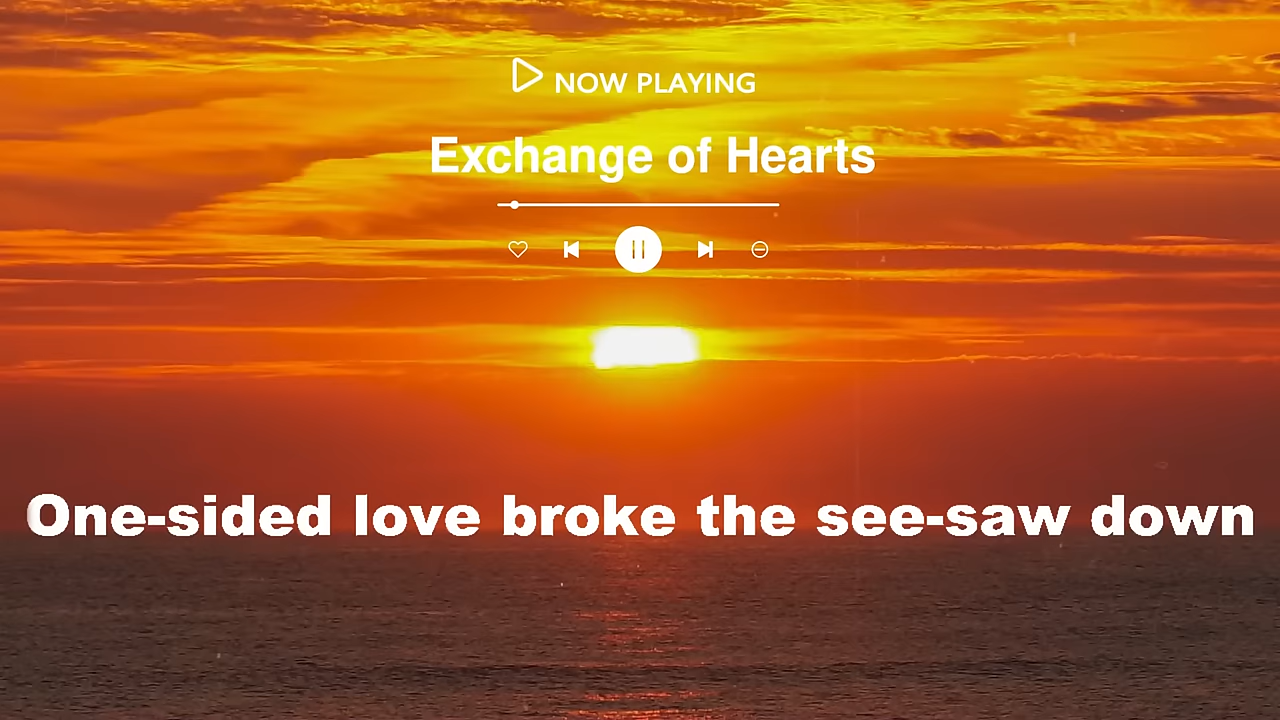 NOW PLAYING
Exchange of Hearts
One-sided love broke the see-saw down